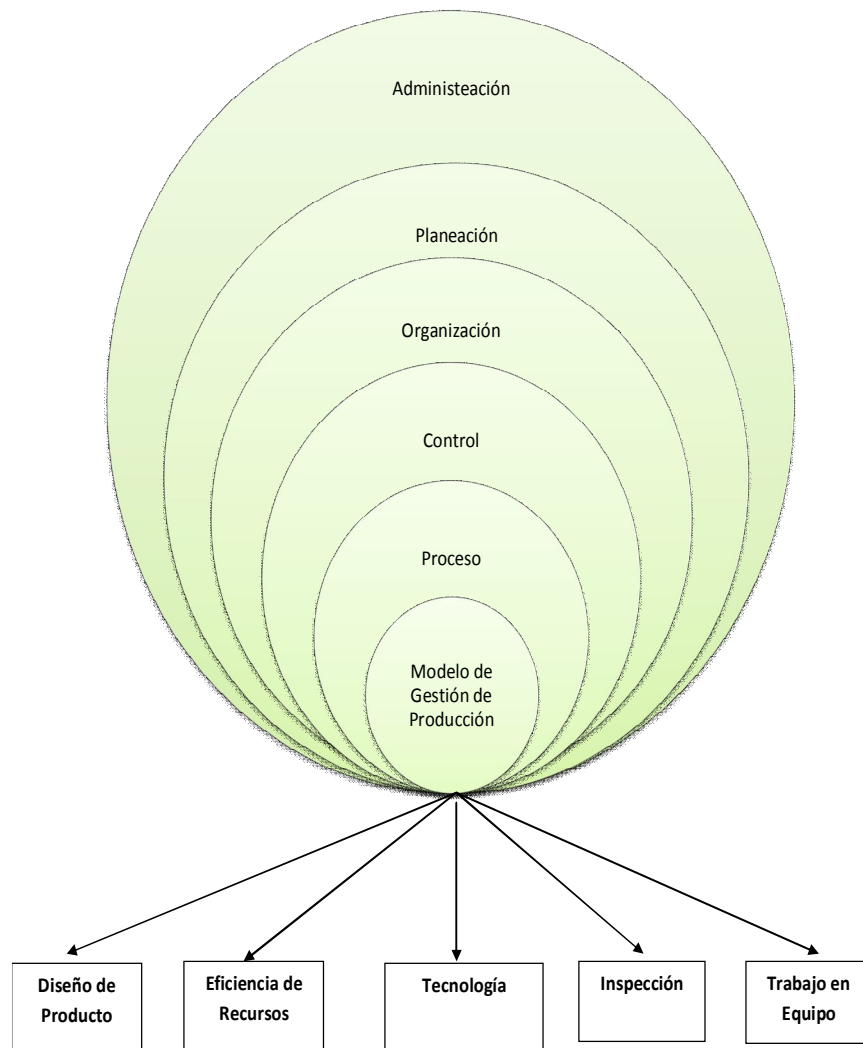 Administeación
Planeación
Organización
Control
Proceso
Modelo de
Gestión de
Producción
Diseño de
Producto
Eficiencia de
Recursos
Tecnología
Inspección
Trabajo en
Equipo